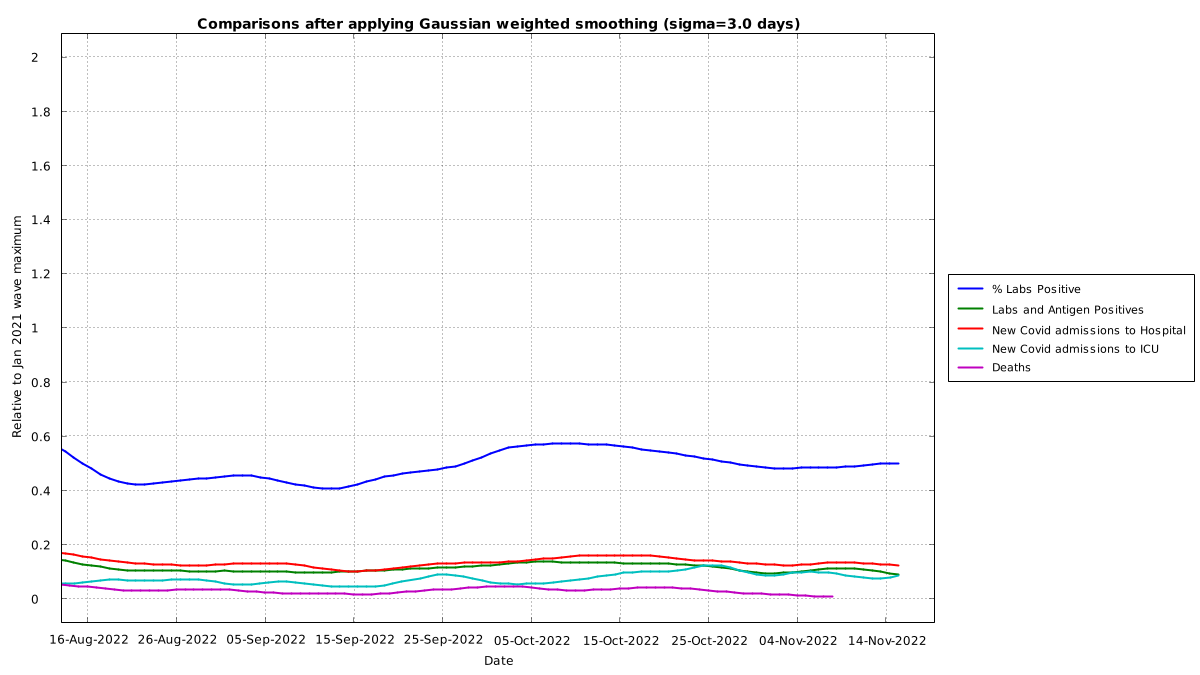 Comparisons after applying Gaussian weighted smoothing (sigma=3.0 days)
Relative to Jan 2021 wave maximum
2
1.8
1.6
1.4
1.2
1
0.8
0.6
0.4
0.2
0
16-Aug-2022 26-Aug-2022 05-Sep-2022 15-Sep-2022 25-Sep-2022 05-Oct-2022 15-Oct-2022 25-Oct-2022 04-Nov-2022 14-Nov-2022
Date
% Labs Positive
Labs and Antigen Positives
New Covid admissions to Hospital
New Covid admissions to ICU
Deaths